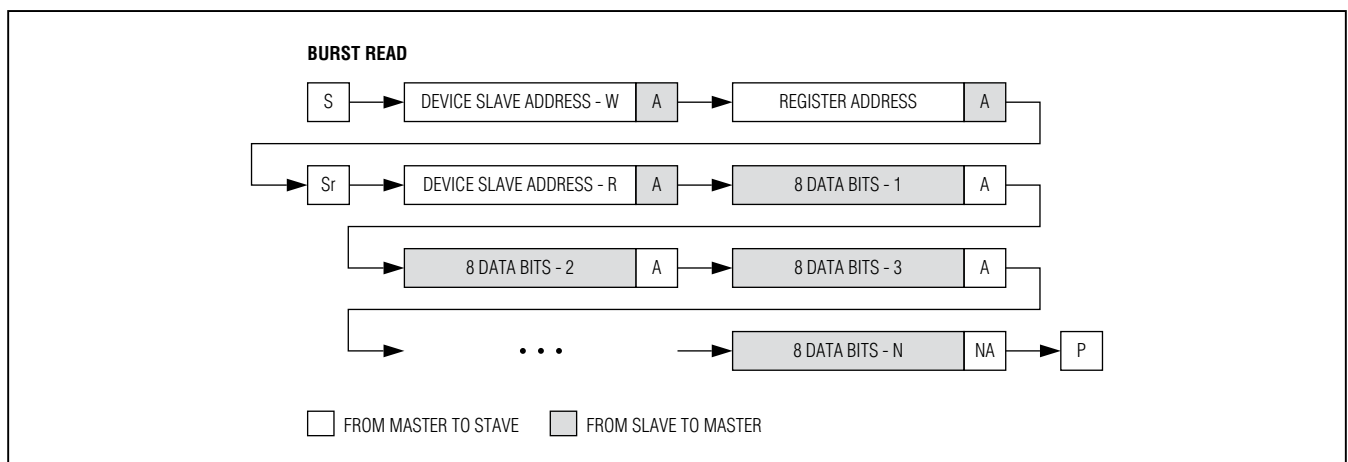 BURST READ
S DEVICE SLAVE ADDRESS - W A REGISTER ADDRESS A
Sr DEVICE SLAVE ADDRESS - R A 8 DATA BITS - 1 A
8 DATA BITS - 2 A 8 DATA BITS - 3 A
• • • 8 DATA BITS - N NA P
FROM MASTER TO STAVE FROM SLAVE TO MASTER